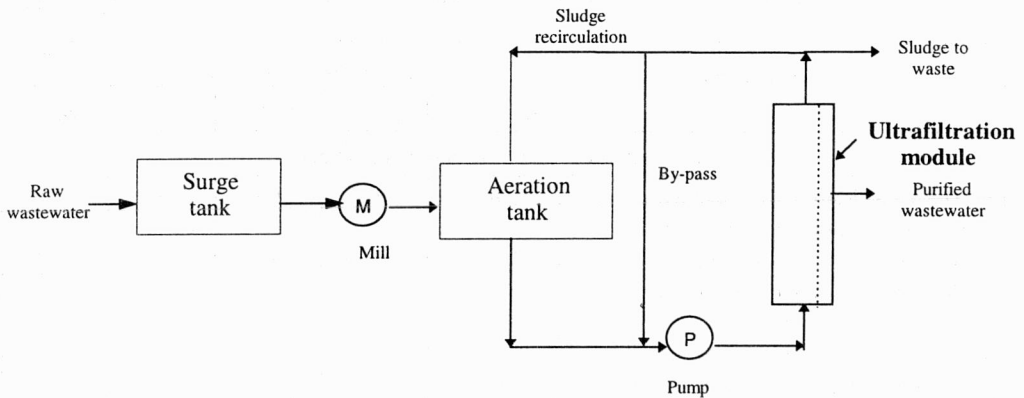 Sludge
recirculation
Sludge to
waste
Ultrafiltration
module
Surge
tank
Aeration
tank
By-pass
Raw
wastewater
M
Purified
wastewater
Mill
P
Pump